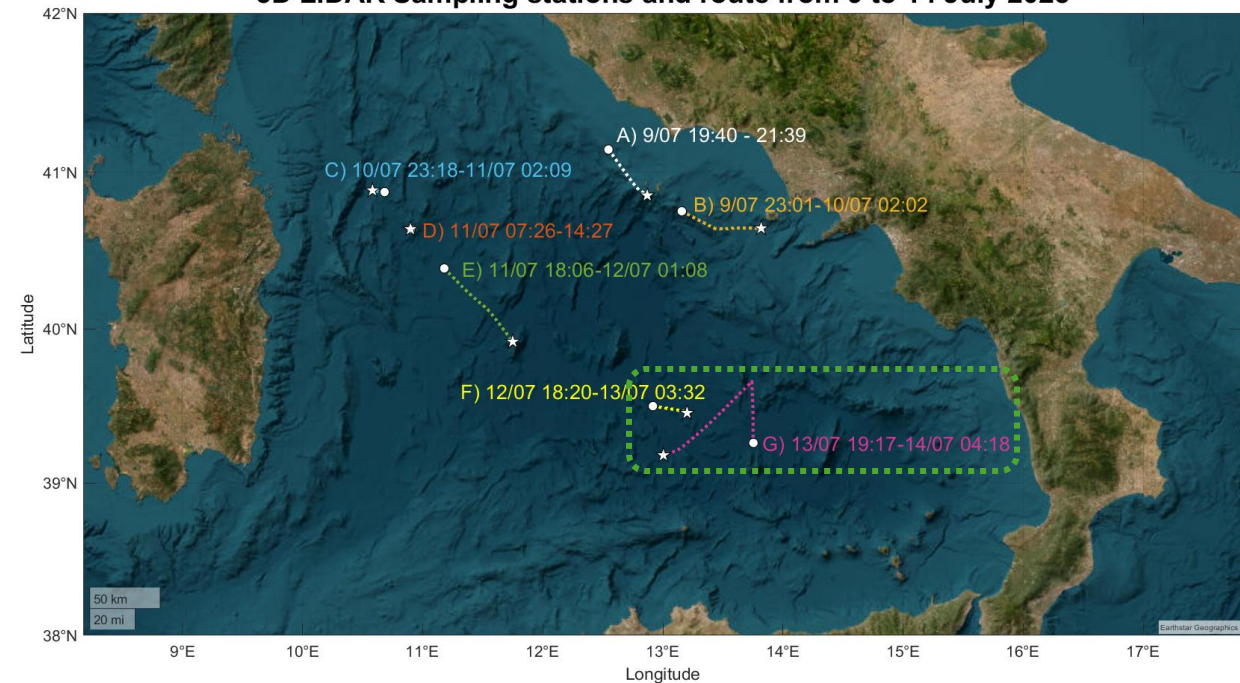 42°N
41°N
40°N
39°N
38°N
Latitude
A) 9/07 19:40 - 21:39
C) 10/07 23:18-11/07 02:09
B) 9/07 23:01-10/07 02:02
D) 11/07 07:26-14:27
E) 11/07 18:06-12/07 01:08
F) 12/07 18:20-13/07 03:32
G) 13/07 19:17-14/07 04:18
50 km
20 mi
Earthstar Geographics
9°E 10°E 11°E 12°E 13°E 14°E 15°E 16°E 17°E
Longitude